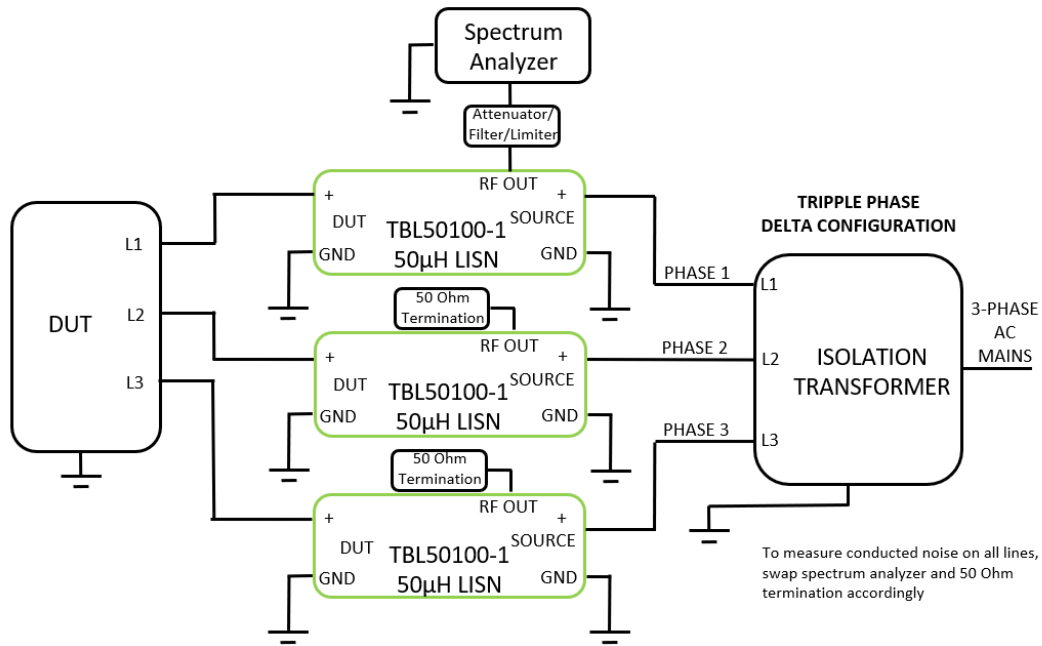 Spectrum
Analyzer
Attenuator/
Filter/Limiter
RF OUT
+
+
DUT
SOURCE
TBL50100-1
50µH LISN
GND
GND
TRIPPLE PHASE
DELTA CONFIGURATION
DUT
L1
L2
L3
PHASE 1
L1
50 Ohm
Termination
RF OUT
+
+
DUT
SOURCE
TBL50100-1
50µH LISN
GND
GND
PHASE 2
L2
ISOLATION
TRANSFORMER
3-PHASE
AC
MAINS
PHASE 3
L3
50 Ohm
Termination
RF OUT
+
+
DUT
SOURCE
TBL50100-1
50µH LISN
GND
GND
To measure conducted noise on all lines,
swap spectrum analyzer and 50 Ohm
termination accordingly